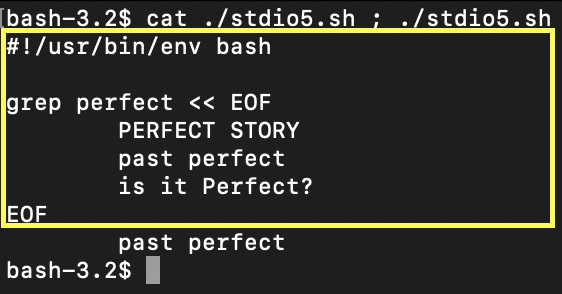 bash-3.2$ cat ./stdio5.sh ; ./stdio5.sh
#!/usr/bin/env bash
grep perfect << EOF
PERFECT STORY
past perfect
is it Perfect?
EOF
past perfect
bash-3.2$